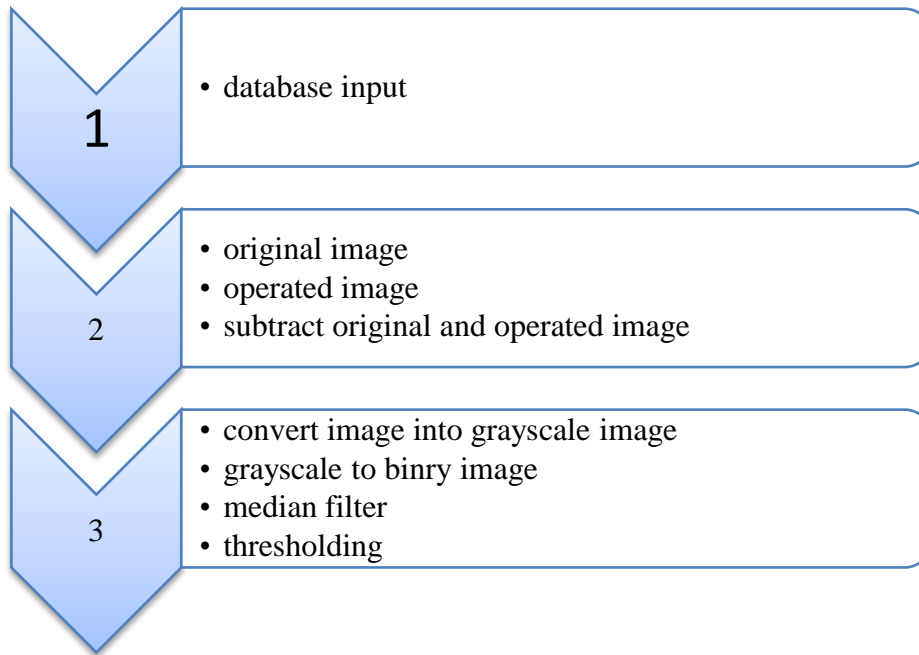 1
• database input
2
• original image
• operated image
• subtract original and operated image
3
• convert image into grayscale image
• grayscale to binry image
• median filter
• thresholding